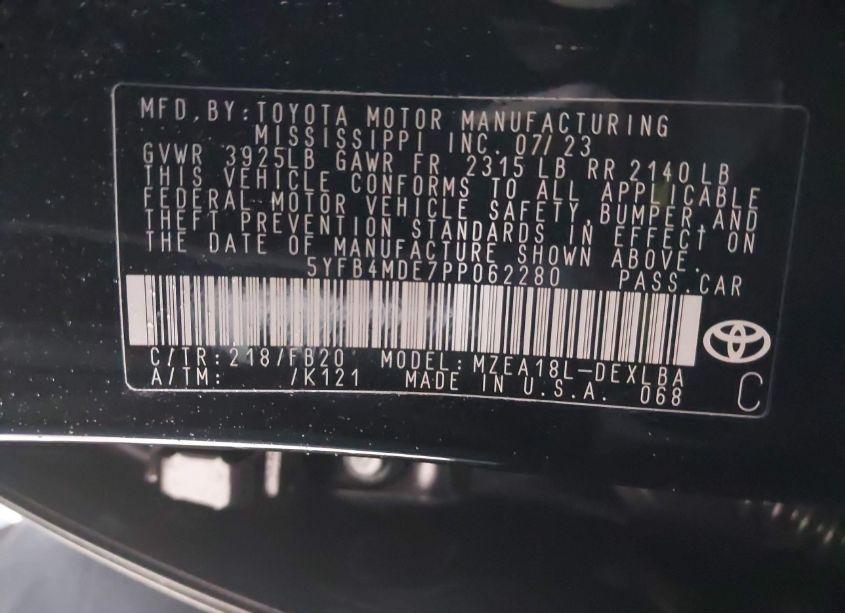 MFD.BY:TOYOTA MOTOR MANUFACTURING
MISSISSIPPI INC. 07/23
GVWR 3925LB GAWR FR 2315 LB RR 2140 LB
THIS VEHICLE CONFORMS TO ALL APPLICABLE
FEDERAL MOTOR VEHICLE SAFETY,BUMPER,AND
THEFT PREVENTION STANDARDS IN EFFECT ON
THE DATE OF MANUFACTURE SHOWN ABOVE.
5YFB4MDE7PP062280 PASS.CAR
C/TR:218/FB20 MODEL:MZEA18L-DEXLBA
A/TM: /K121 MADE IN U.S.A. 068
C